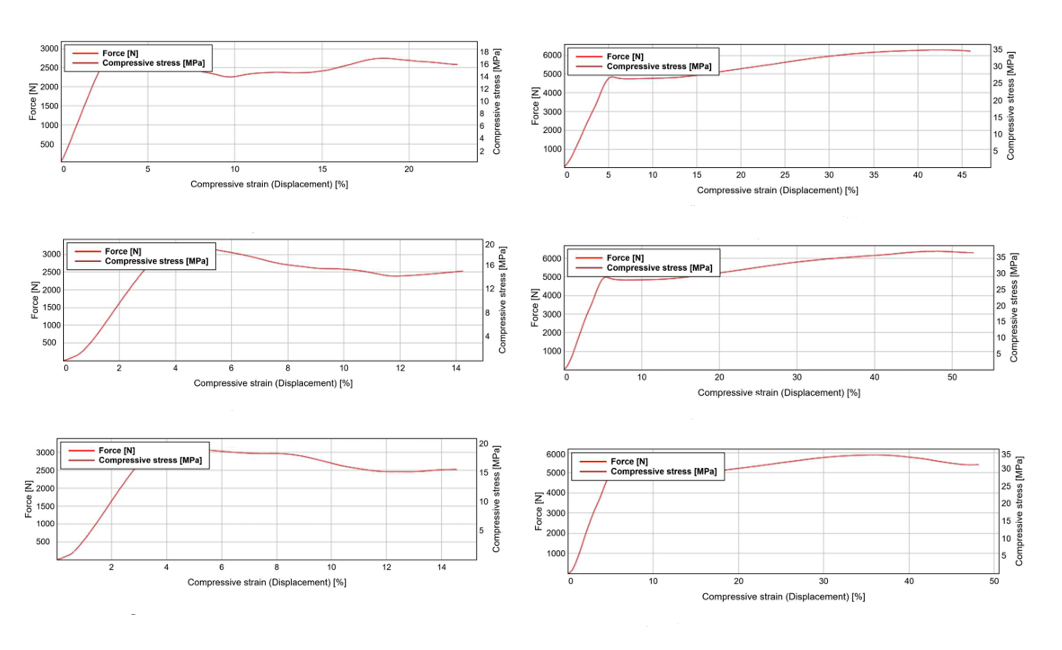 Force [N]
Compressive stress [MPa]
Force [N]
3000
2500
2000
1500
1000
500
18
16
14
12
10
8
6
4
2
Compressive stress [MPa]
0 5 10 15 20
Compressive strain (Displacement) [%]
Force [N]
Compressive stress [MPa]
Force [N]
6000
5000
4000
3000
2000
1000
35
30
25
20
15
10
5
Compressive stress [MPa]
0 5 10 15 20 25 30 35 40 45
Compressive strain (Displacement) [%]
Force [N]
Compressive stress [MPa]
Force [N]
3000
2500
2000
1500
1000
500
20
16
12
8
4
Compressive stress [MPa]
0 2 4 6 8 10 12 14
Compressive strain (Displacement) [%]
Force [N]
Compressive stress [MPa]
Force [N]
6000
5000
4000
3000
2000
1000
35
30
25
20
15
10
5
Compressive stress [MPa]
0 10 20 30 40 50
Compressive strain (Displacement) [%]
Force [N]
Compressive stress [MPa]
Force [N]
3000
2500
2000
1500
1000
500
20
15
10
5
Compressive stress [MPa]
2 4 6 8 10 12 14
Compressive strain (Displacement) [%]
Force [N]
Compressive stress [MPa]
Force [N]
6000
5000
4000
3000
2000
1000
35
30
25
20
15
10
5
Compressive stress [MPa]
0 10 20 30 40 50
Compressive strain (Displacement) [%]